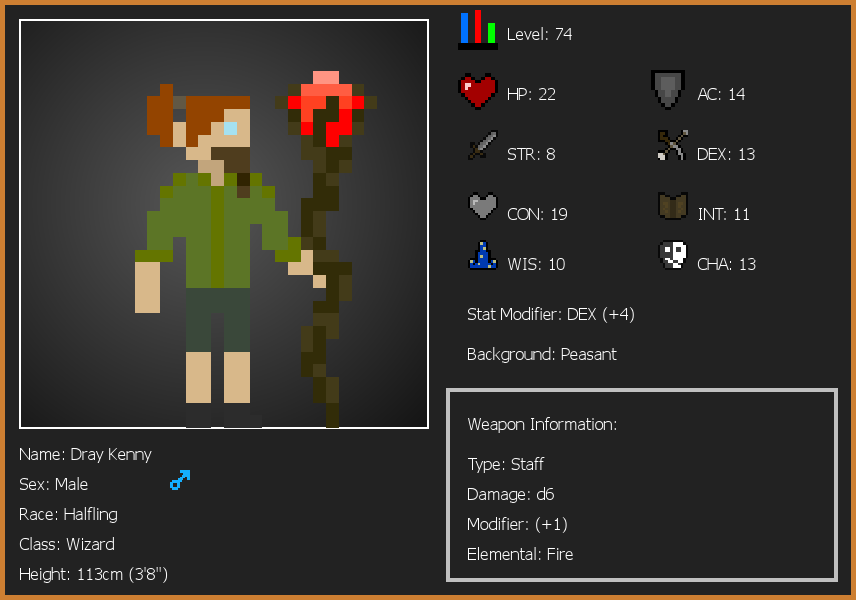 Level: 74
HP: 22
AC: 14
STR: 8
DEX: 13
CON: 19
INT: 11
WIS: 10
CHA: 13
Stat Modifier: DEX (+4)
Background: Peasant
Weapon Information:
Type: Staff
Damage: d6
Modifier: (+1)
Elemental: Fire
Name: Dray Kenny
Sex: Male
Race: Halfling
Class: Wizard
Height: 113cm (3'8")